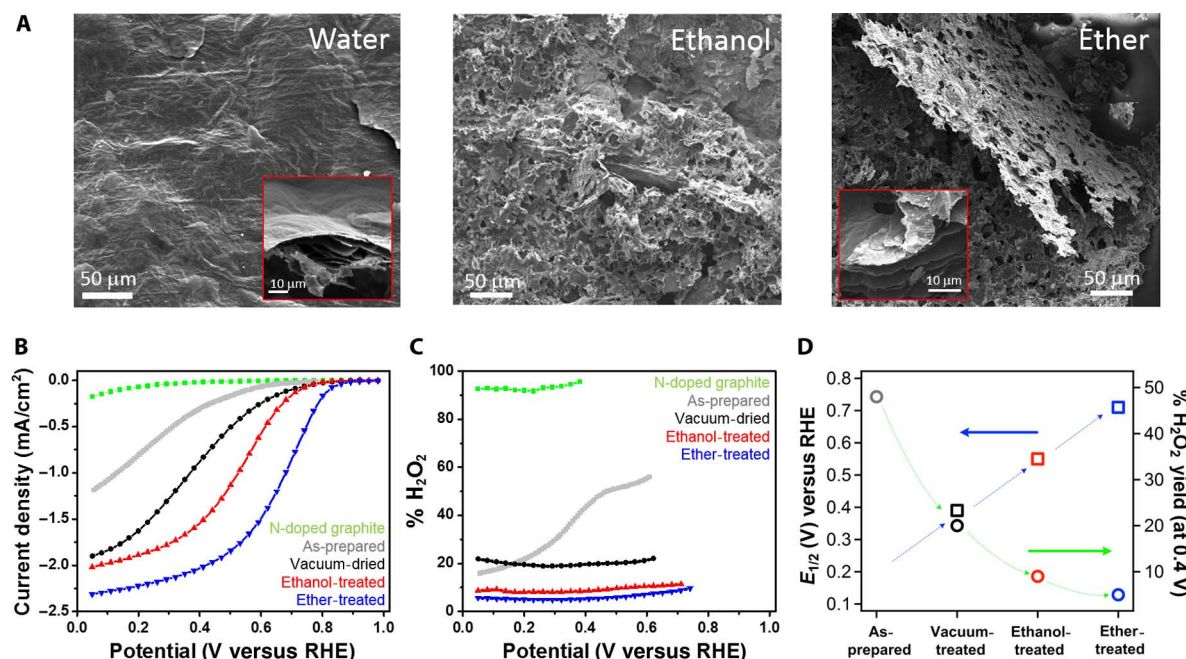 A
Water
Ethanol
Ether
50 μm
10 μm
50 μm
10 μm
50 μm
B
Current density (mA/cm²)
0.0
−0.5
−1.0
−1.5
−2.0
−2.5
N-doped graphite
As-prepared
Vacuum-dried
Ethanol-treated
Ether-treated
0.0 0.2 0.4 0.6 0.8 1.0
Potential (V versus RHE)
C
% H₂O₂
100
80
60
40
20
0
N-doped graphite
As-prepared
Vacuum-dried
Ethanol-treated
Ether-treated
0.0 0.2 0.4 0.6 0.8 1.0
Potential (V versus RHE)
D
E1/2 (V) versus RHE
0.8
0.7
0.6
0.5
0.4
0.3
0.2
0.1
50
40
30
20
10
% H₂O₂ yield (at 0.4 V)
As-
prepared
Vacuum-
treated
Ethanol-
treated
Ether-
treated